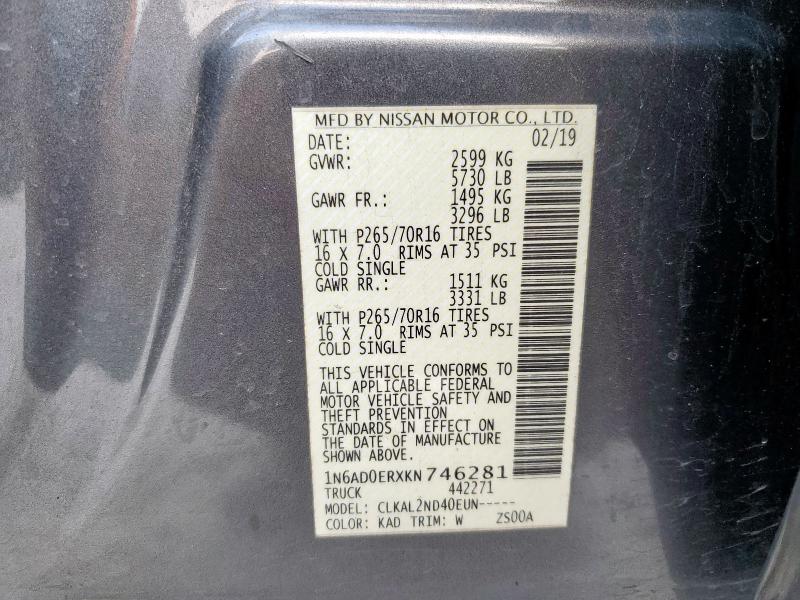 MFD BY NISSAN MOTOR CO., LTD.
DATE: 02/19
GVWR: 2599 KG
5730 LB
GAWR FR.: 1495 KG
3296 LB
WITH P265/70R16 TIRES
16 X 7.0 RIMS AT 35 PSI
COLD SINGLE
GAWR RR.: 1511 KG
3331 LB
WITH P265/70R16 TIRES
16 X 7.0 RIMS AT 35 PSI
COLD SINGLE
THIS VEHICLE CONFORMS TO
ALL APPLICABLE FEDERAL
MOTOR VEHICLE SAFETY AND
THEFT PREVENTION
STANDARDS IN EFFECT ON
THE DATE OF MANUFACTURE
SHOWN ABOVE.
1N6AD0ERXKN746281
TRUCK 442271
MODEL: CLKAL2ND40EUN-----
COLOR: KAD TRIM: W ZS00A